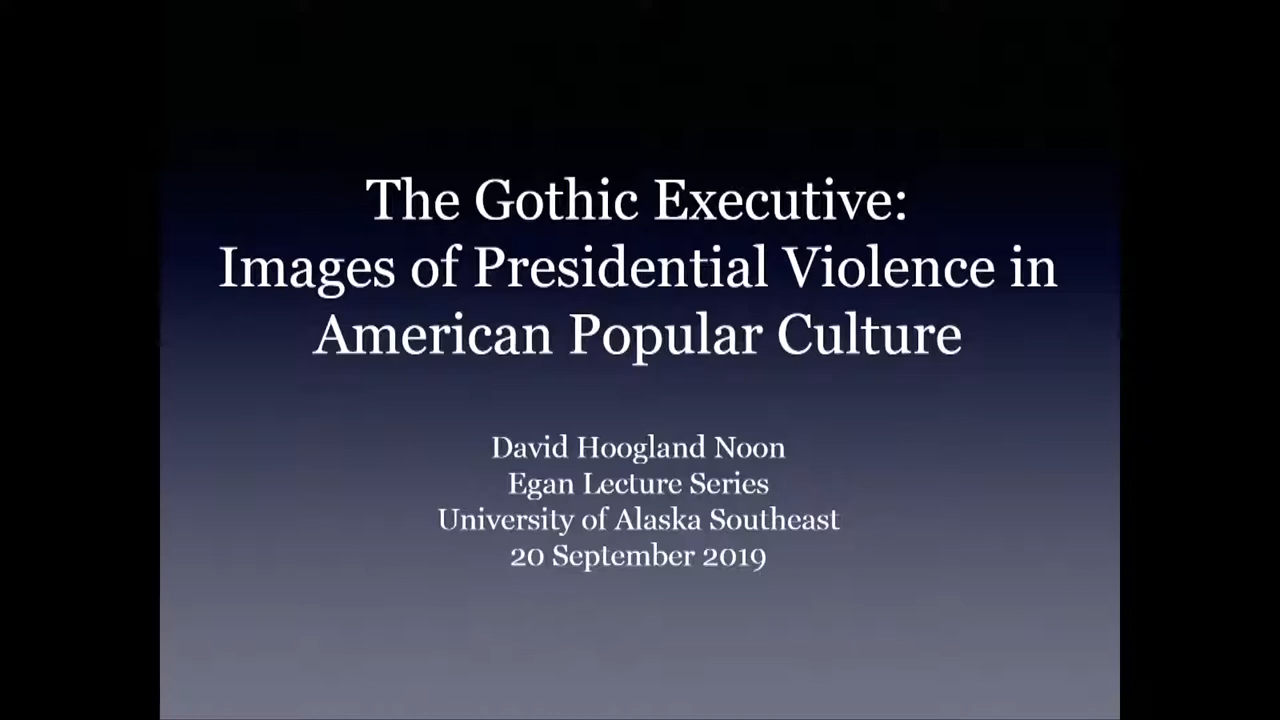 The Gothic Executive:
Images of Presidential Violence in
American Popular Culture
David Hoogland Noon
Egan Lecture Series
University of Alaska Southeast
20 September 2019